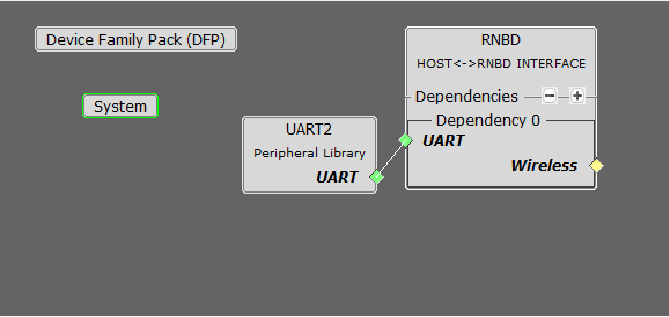 Device Family Pack (DFP)
System
UART2
Peripheral Library
UART
RNBD
HOST<->RNBD INTERFACE
Dependencies
Dependency 0
UART
Wireless